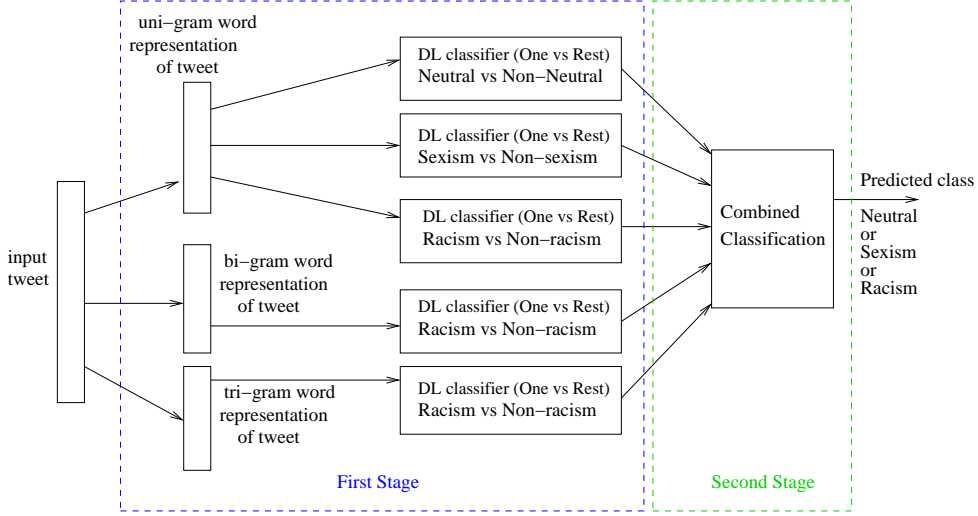 input
tweet
uni-gram word
representation
of tweet
bi-gram word
representation
of tweet
tri-gram word
representation
of tweet
DL classifier (One vs Rest)
Neutral vs Non-Neutral
DL classifier (One vs Rest)
Sexism vs Non-sexism
DL classifier (One vs Rest)
Racism vs Non-racism
DL classifier (One vs Rest)
Racism vs Non-racism
DL classifier (One vs Rest)
Racism vs Non-racism
First Stage
Combined
Classification
Second Stage
Predicted class
Neutral
or
Sexism
or
Racism